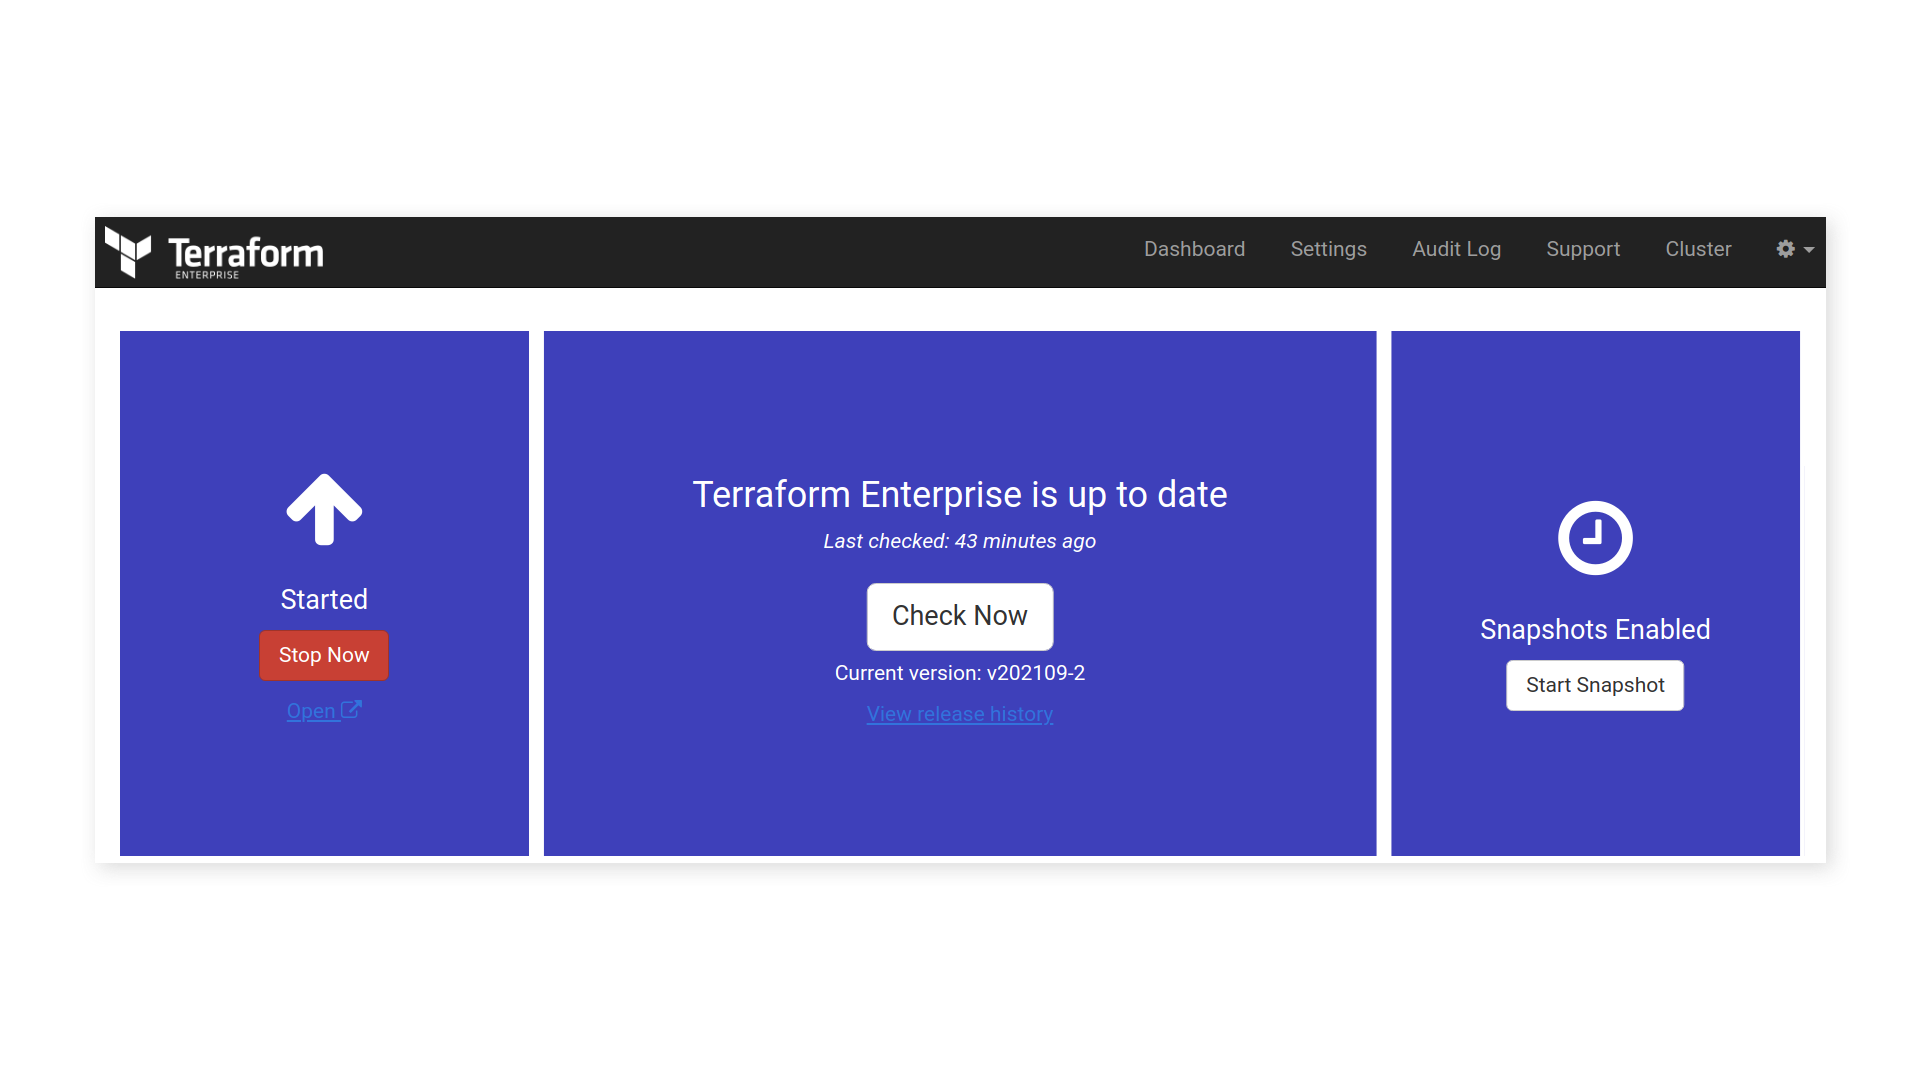 Terraform
ENTERPRISE
Dashboard
Settings
Audit Log
Support
Cluster
Started
Stop Now
Open
Terraform Enterprise is up to date
Last checked: 43 minutes ago
Check Now
Current version: v202109-2
View release history
Snapshots Enabled
Start Snapshot